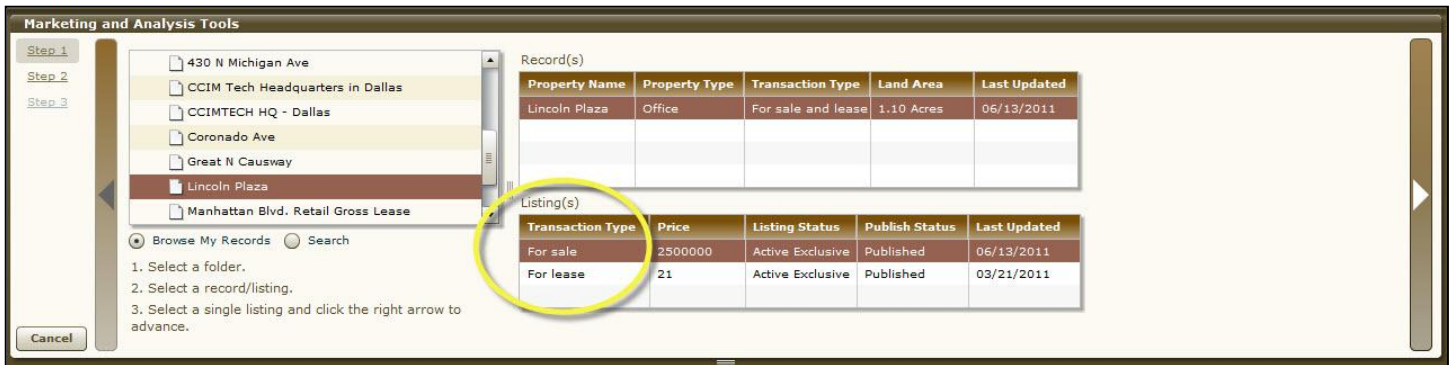 Marketing and Analysis Tools
Step 1
Step 2
Step 3
Cancel
430 N Michigan Ave
CCIM Tech Headquarters in Dallas
CCIMTECH HQ - Dallas
Coronado Ave
Great N Causway
Lincoln Plaza
Manhattan Blvd. Retail Gross Lease
Browse My Records Search
1. Select a folder.
2. Select a record/listing.
3. Select a single listing and click the right arrow to
advance.
Record(s)
Property Name Property Type Transaction Type Land Area Last Updated
Lincoln Plaza Office For sale and lease 1.10 Acres 06/13/2011
Listing(s)
Transaction Type Price Listing Status Publish Status Last Updated
For sale 2500000 Active Exclusive Published 06/13/2011
For lease 21 Active Exclusive Published 03/21/2011